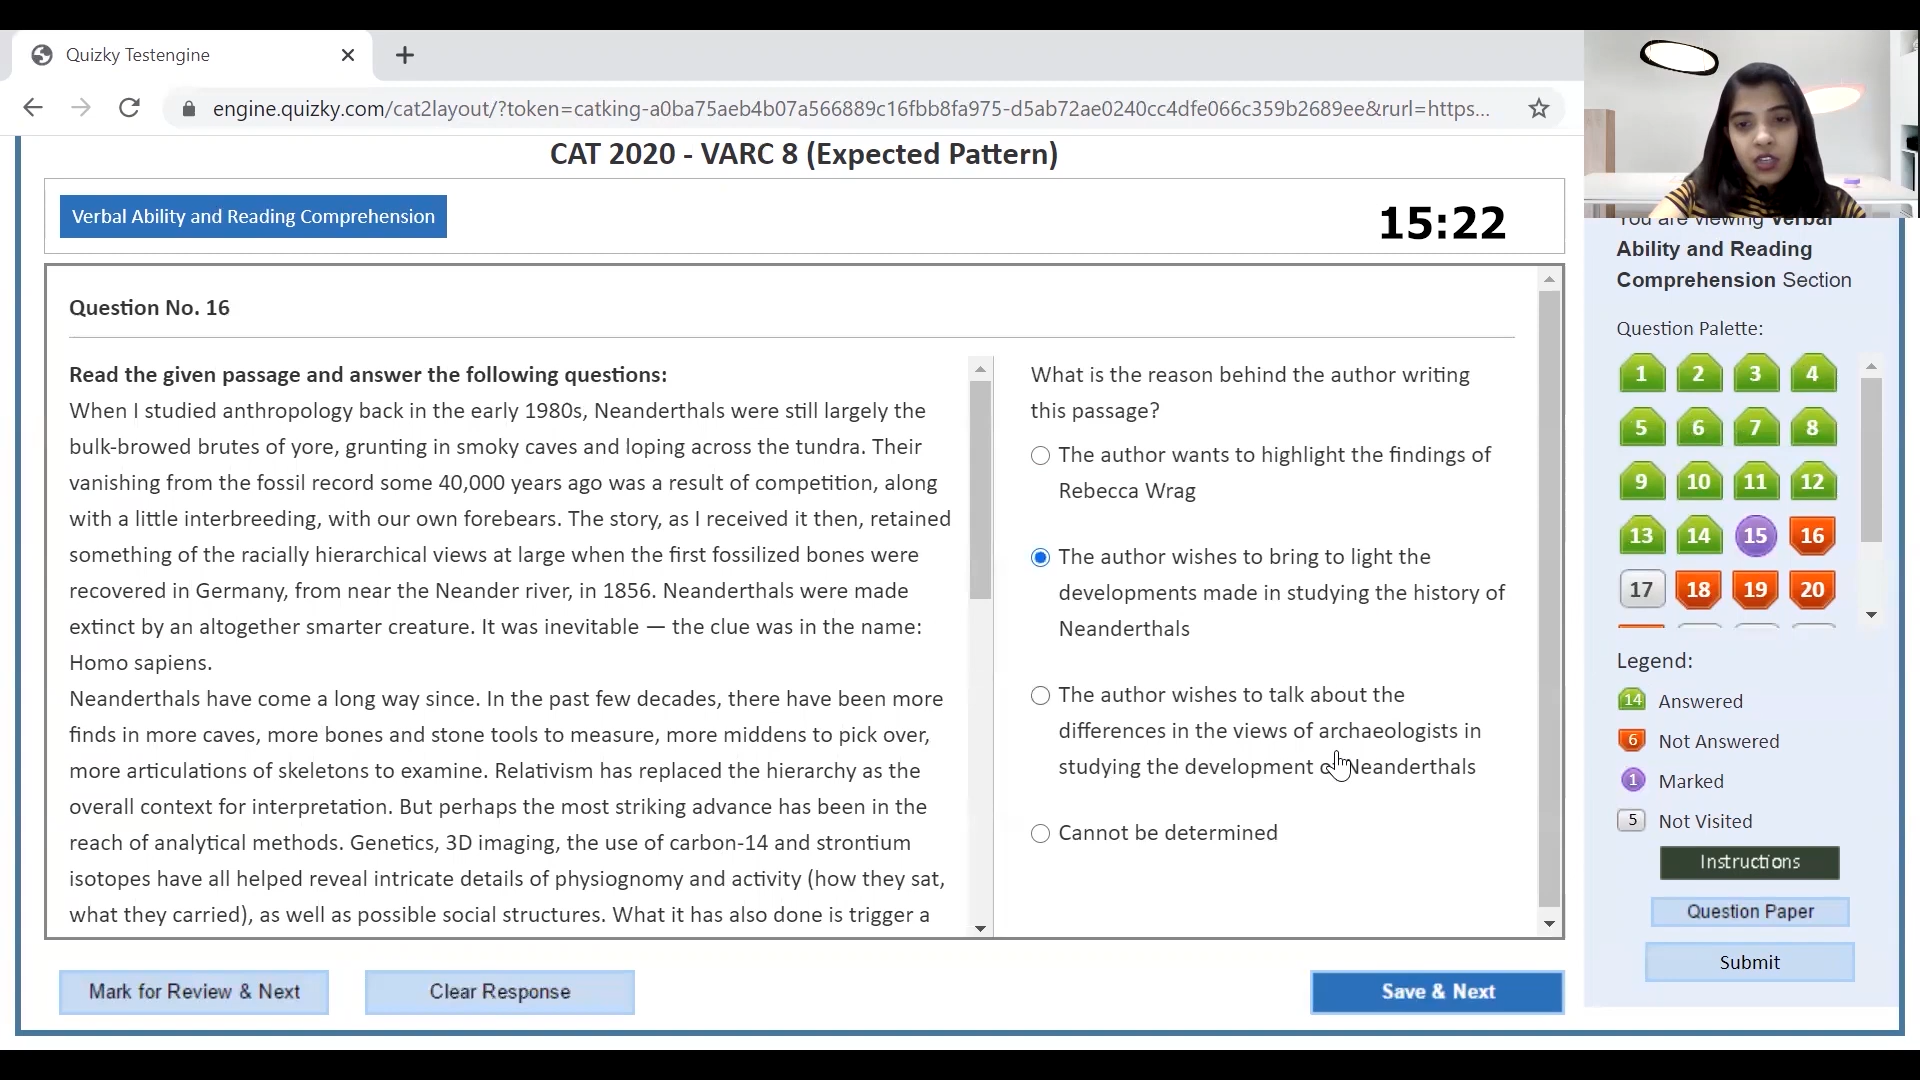 Quizky Testengine
engine.quizky.com/cat2layout/?token=catking-a0ba75aeb4b07a566889c16fbb8fa975-d5ab72ae0240cc4dfe066c359b2689ee&rurl=https...
CAT 2020 - VARC 8 (Expected Pattern)
Verbal Ability and Reading Comprehension
15:22
Question No. 16
Read the given passage and answer the following questions:
When I studied anthropology back in the early 1980s, Neanderthals were still largely the
bulk-browed brutes of yore, grunting in smoky caves and loping across the tundra. Their
vanishing from the fossil record some 40,000 years ago was a result of competition, along
with a little interbreeding, with our own forebears. The story, as I received it then, retained
something of the racially hierarchical views at large when the first fossilized bones were
recovered in Germany, from near the Neander river, in 1856. Neanderthals were made
extinct by an altogether smarter creature. It was inevitable — the clue was in the name:
Homo sapiens.
Neanderthals have come a long way since. In the past few decades, there have been more
finds in more caves, more bones and stone tools to measure, more middens to pick over,
more articulations of skeletons to examine. Relativism has replaced the hierarchy as the
overall context for interpretation. But perhaps the most striking advance has been in the
reach of analytical methods. Genetics, 3D imaging, the use of carbon-14 and strontium
isotopes have all helped reveal intricate details of physiognomy and activity (how they sat,
what they carried), as well as possible social structures. What it has also done is trigger a
What is the reason behind the author writing
this passage?
The author wants to highlight the findings of
Rebecca Wrag
The author wishes to bring to light the
developments made in studying the history of
Neanderthals
The author wishes to talk about the
differences in the views of archaeologists in
studying the development Neanderthals
Cannot be determined
Mark for Review & Next
Clear Response
Save & Next
You are viewing Verbal
Ability and Reading
Comprehension Section
Question Palette:
1 2 3 4
5 6 7 8
9 10 11 12
13 14 15 16
17 18 19 20
Legend:
14 Answered
6 Not Answered
1 Marked
5 Not Visited
Instructions
Question Paper
Submit